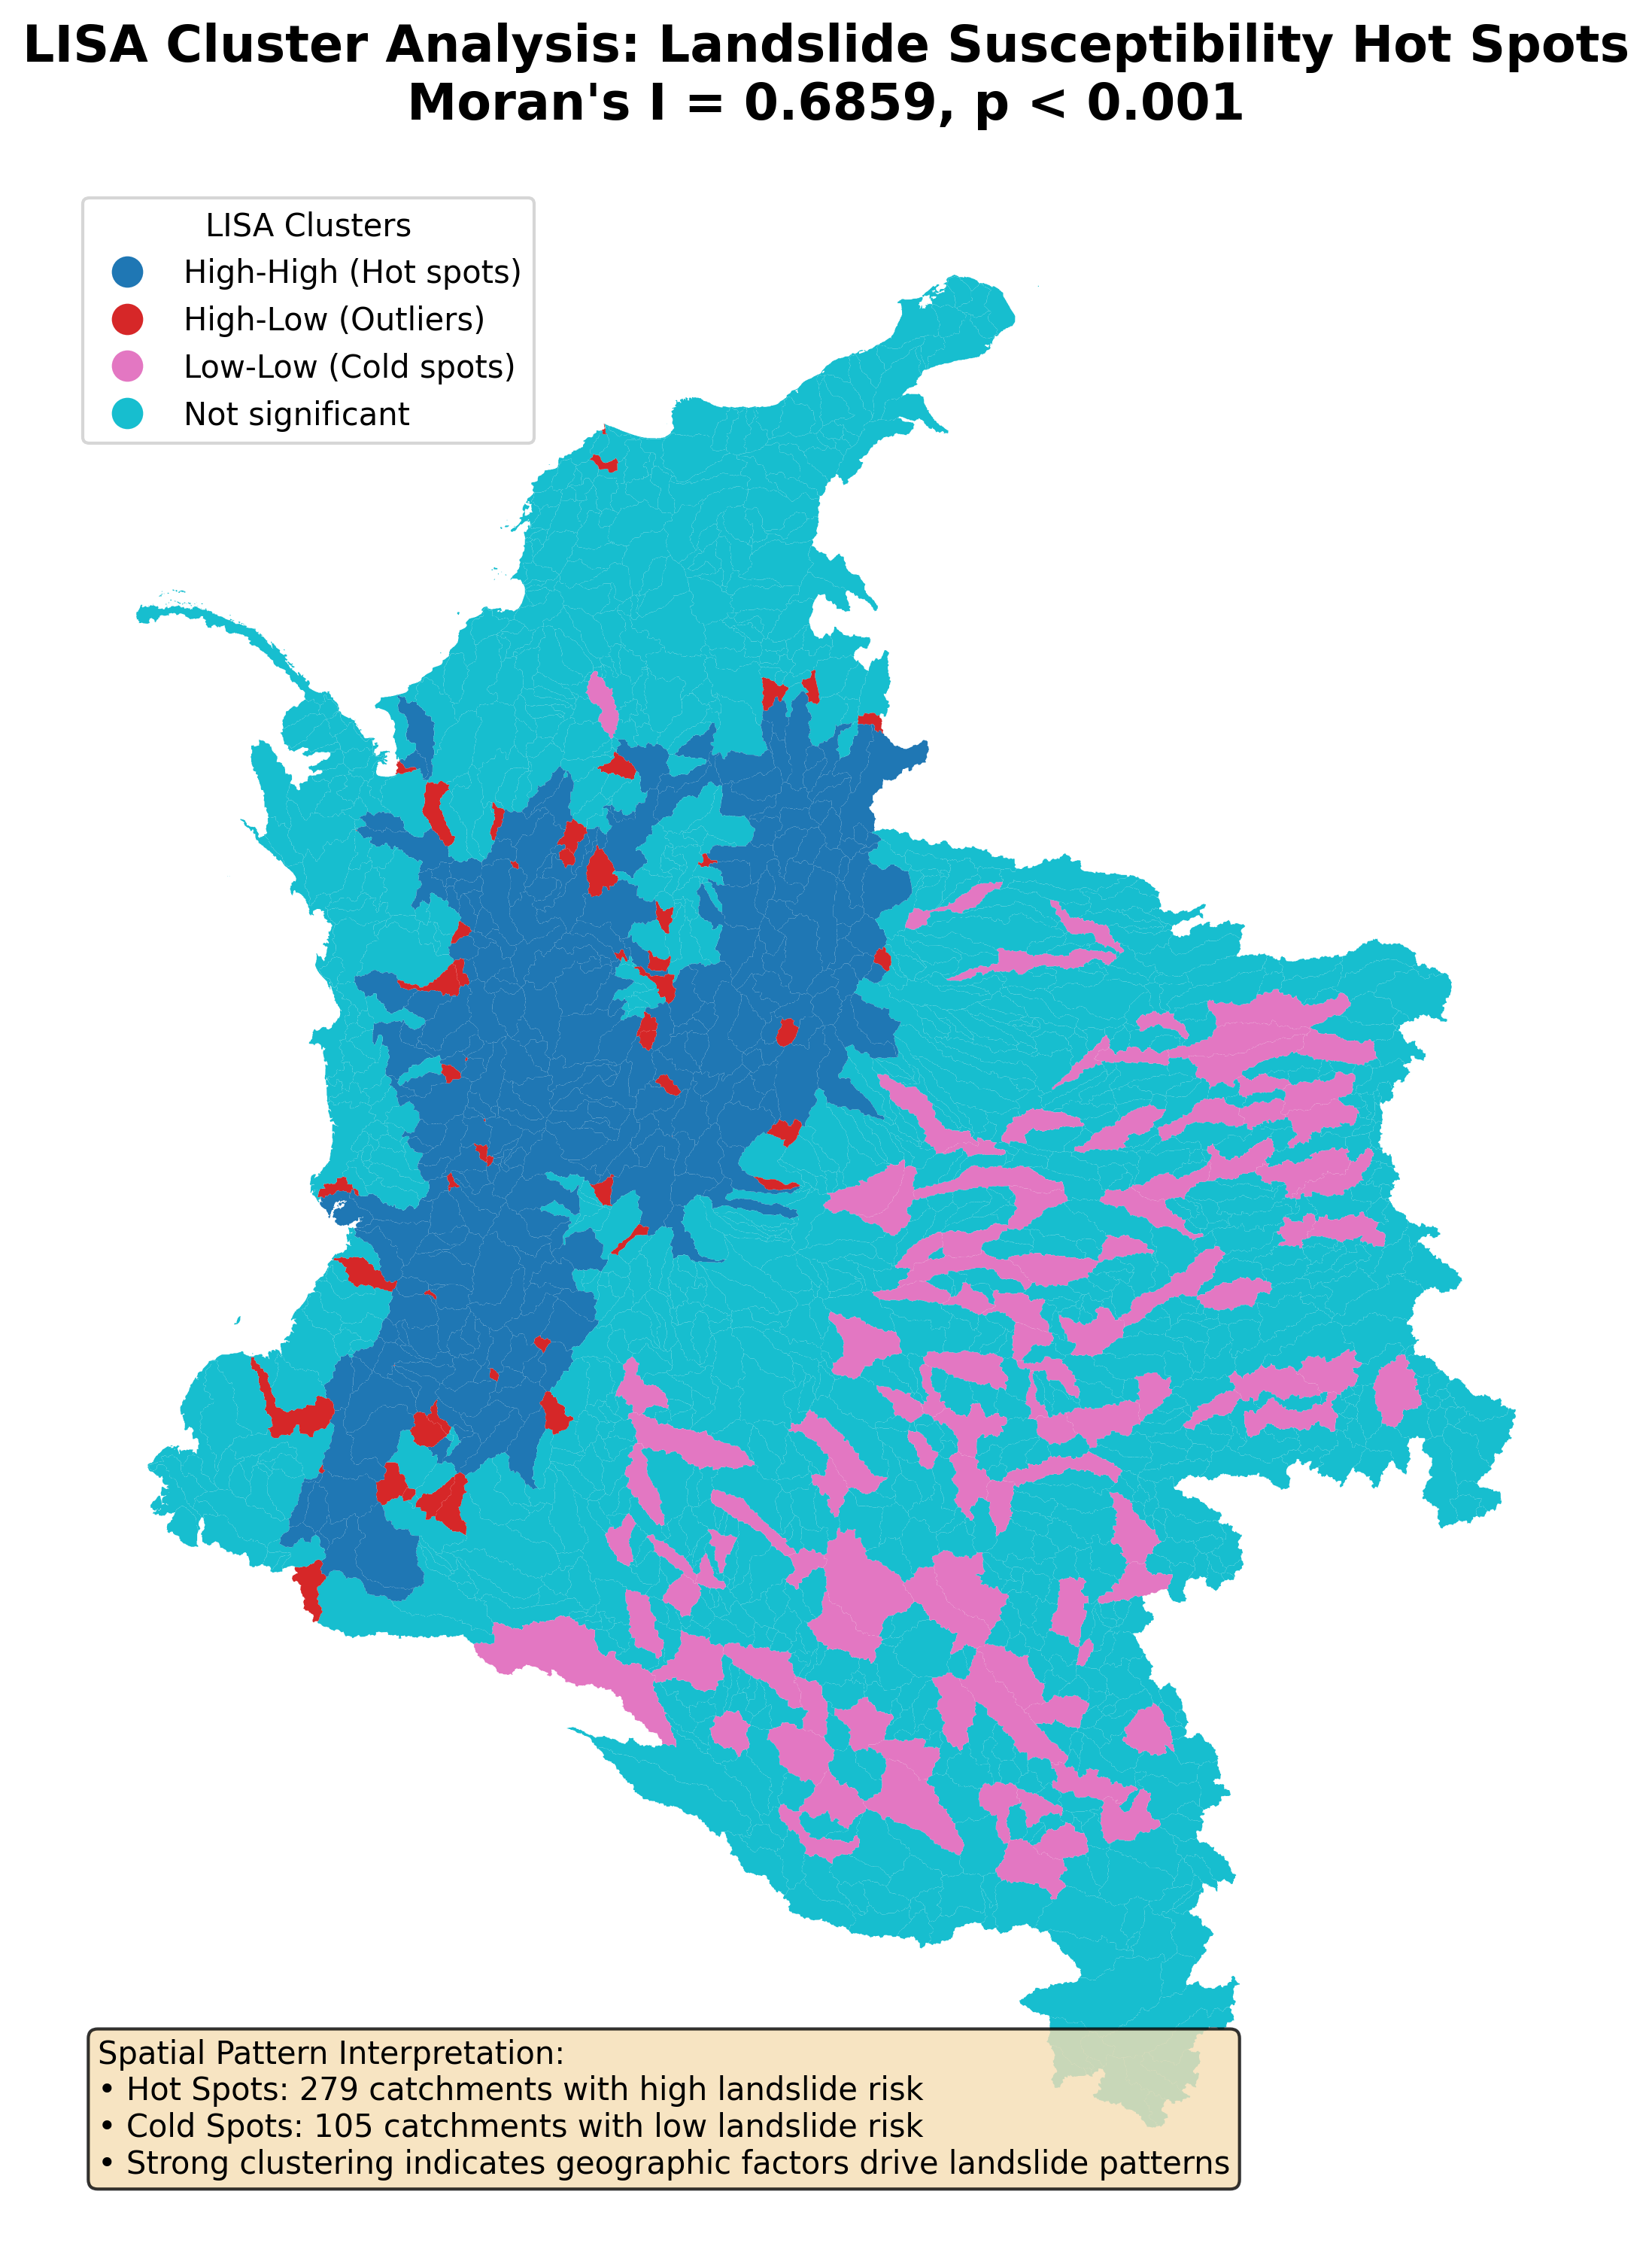 LISA Cluster Analysis: Landslide Susceptibility Hot Spots
Moran's I = 0.6859, p < 0.001
LISA Clusters
High-High (Hot spots)
High-Low (Outliers)
Low-Low (Cold spots)
Not significant
Spatial Pattern Interpretation:
• Hot Spots: 279 catchments with high landslide risk
• Cold Spots: 105 catchments with low landslide risk
• Strong clustering indicates geographic factors drive landslide patterns